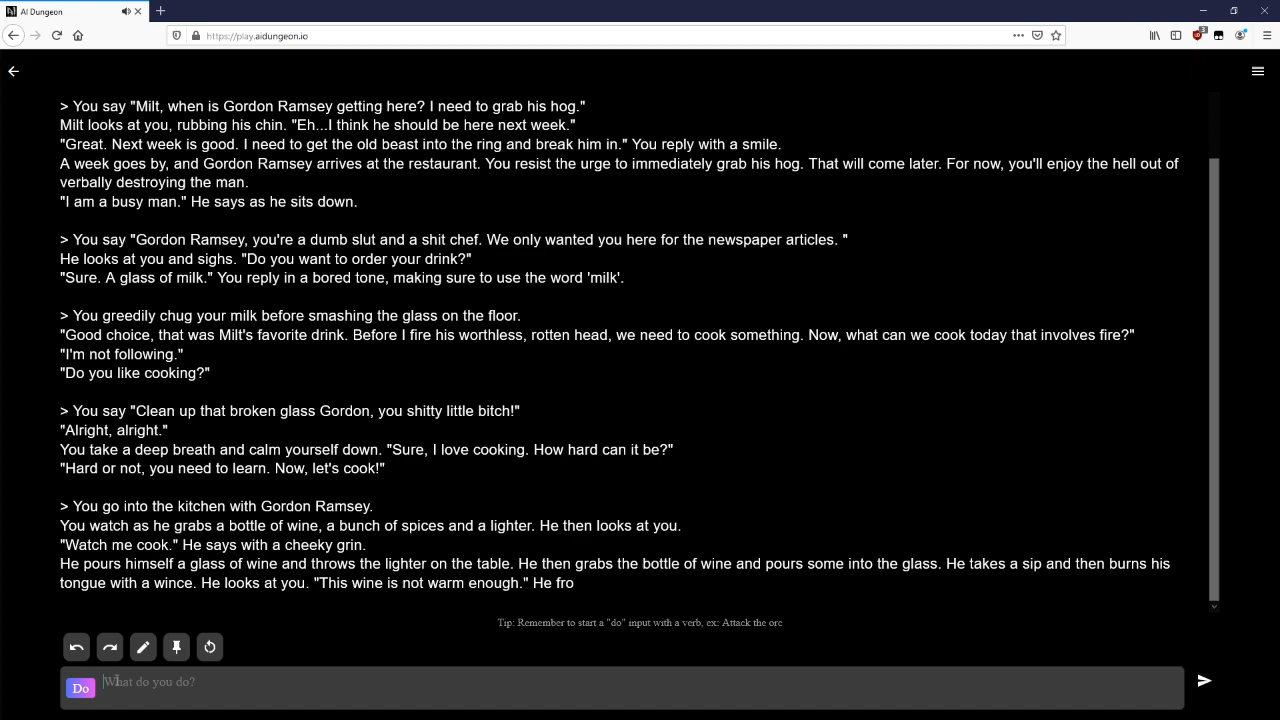 AI Dungeon
https://play.aidungeon.io
3
> You say "Milt, when is Gordon Ramsey getting here? I need to grab his hog."
Milt looks at you, rubbing his chin. "Eh...I think he should be here next week."
"Great. Next week is good. I need to get the old beast into the ring and break him in." You reply with a smile.
A week goes by, and Gordon Ramsey arrives at the restaurant. You resist the urge to immediately grab his hog. That will come later. For now, you'll enjoy the hell out of
verbally destroying the man.
"I am a busy man." He says as he sits down.
> You say "Gordon Ramsey, you're a dumb slut and a shit chef. We only wanted you here for the newspaper articles. "
He looks at you and sighs. "Do you want to order your drink?"
"Sure. A glass of milk." You reply in a bored tone, making sure to use the word 'milk'.
> You greedily chug your milk before smashing the glass on the floor.
"Good choice, that was Milt's favorite drink. Before I fire his worthless, rotten head, we need to cook something. Now, what can we cook today that involves fire?"
"I'm not following."
"Do you like cooking?"
> You say "Clean up that broken glass Gordon, you shitty little bitch!"
"Alright, alright."
You take a deep breath and calm yourself down. "Sure, I love cooking. How hard can it be?"
"Hard or not, you need to learn. Now, let's cook!"
> You go into the kitchen with Gordon Ramsey.
You watch as he grabs a bottle of wine, a bunch of spices and a lighter. He then looks at you.
"Watch me cook." He says with a cheeky grin.
He pours himself a glass of wine and throws the lighter on the table. He then grabs the bottle of wine and pours some into the glass. He takes a sip and then burns his
tongue with a wince. He looks at you. "This wine is not warm enough." He fro
Tip: Remember to start a "do" input with a verb, ex: Attack the orc
Do What do you do?